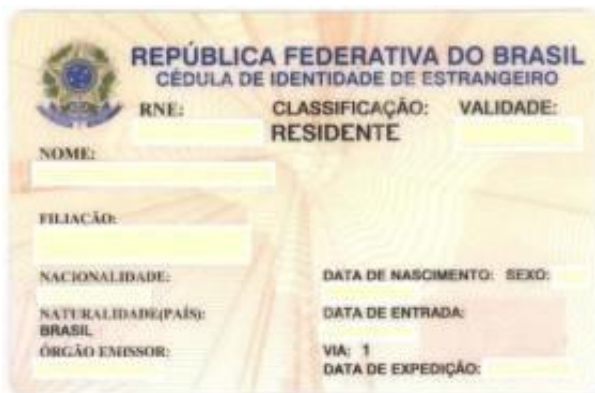 REPÚBLICA FEDERATIVA DO BRASIL
CÉDULA DE IDENTIDADE DE ESTRANGEIRO
RNE: CLASSIFICAÇÃO: VALIDADE:
RESIDENTE
NOME:
FILIAÇÃO:
NACIONALIDADE: DATA DE NASCIMENTO: SEXO:
NATURALIDADE(PAÍS): DATA DE ENTRADA:
BRASIL
ÓRGÃO EMISSOR: VIA: 1
DATA DE EXPEDIÇÃO: